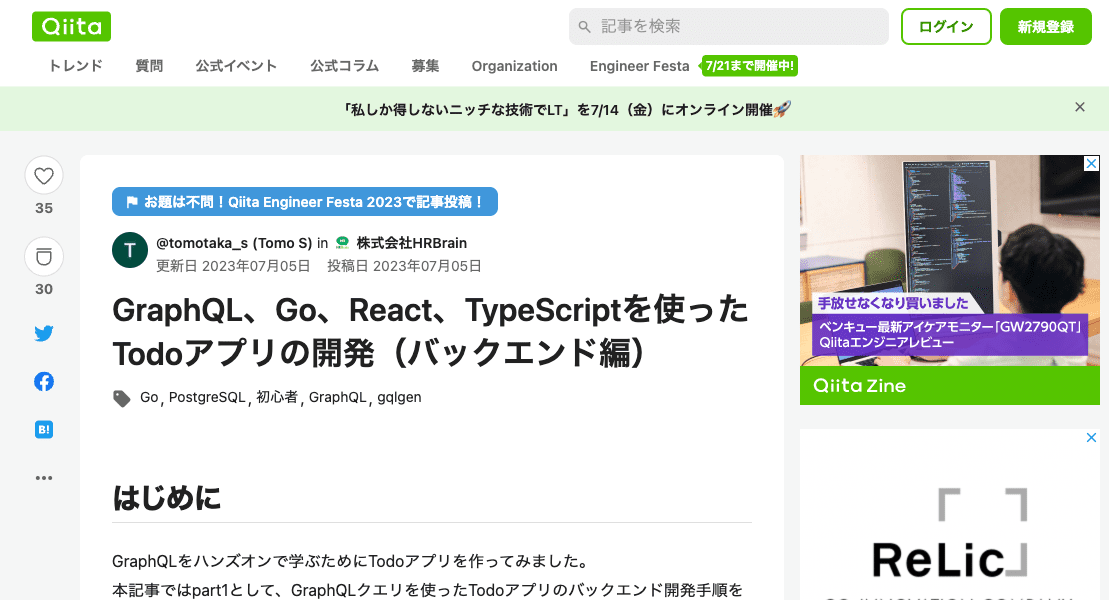 Qiita
記事を検索
ログイン
新規登録
トレンド 質問 公式イベント 公式コラム 募集 Organization Engineer Festa 7/21まで開催中!
「私しか得しないニッチな技術でLT」を7/14（金）にオンライン開催🚀
35
30
B!
お題は不問！Qiita Engineer Festa 2023で記事投稿！
T
@tomotaka_s (Tomo S) in 株式会社HRBrain
更新日 2023年07月05日 投稿日 2023年07月05日
GraphQL、Go、React、TypeScriptを使った
Todoアプリの開発（バックエンド編）
Go, PostgreSQL, 初心者, GraphQL, gqlgen
はじめに
GraphQLをハンズオンで学ぶためにTodoアプリを作ってみました。
本記事ではpart1として、GraphQLクエリを使ったTodoアプリのバックエンド開発手順を
手放せなくなり買いました
ベンキュー最新アイケアモニター「GW2790QT」
Qiitaエンジニアレビュー
Qiita Zine
ReLic